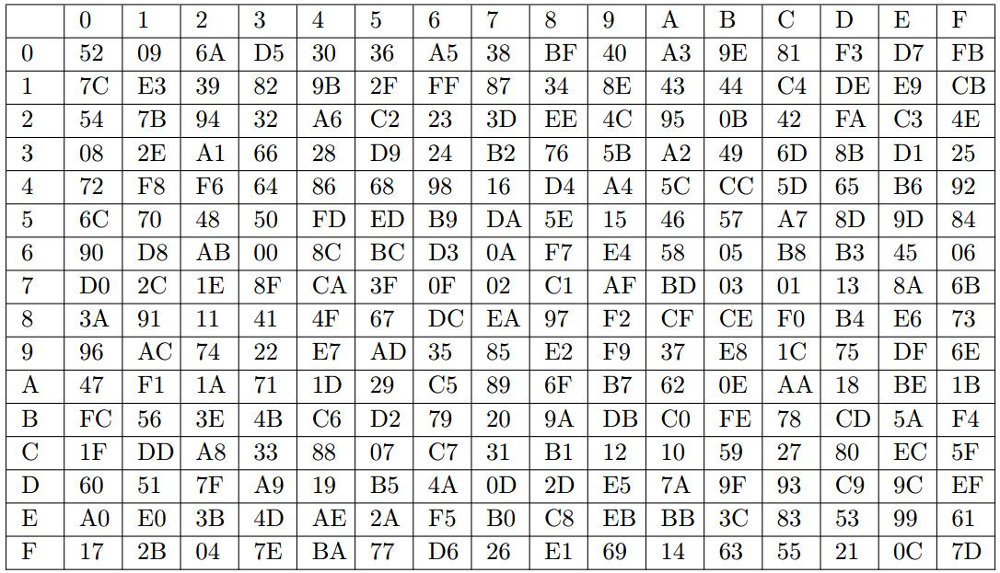 0 1 2 3 4 5 6 7 8 9 A B C D E F
0 52 09 6A D5 30 36 A5 38 BF 40 A3 9E 81 F3 D7 FB
1 7C E3 39 82 9B 2F FF 87 34 8E 43 44 C4 DE E9 CB
2 54 7B 94 32 A6 C2 23 3D EE 4C 95 0B 42 FA C3 4E
3 08 2E A1 66 28 D9 24 B2 76 5B A2 49 6D 8B D1 25
4 72 F8 F6 64 86 68 98 16 D4 A4 5C CC 5D 65 B6 92
5 6C 70 48 50 FD ED B9 DA 5E 15 46 57 A7 8D 9D 84
6 90 D8 AB 00 8C BC D3 0A F7 E4 58 05 B8 B3 45 06
7 D0 2C 1E 8F CA 3F 0F 02 C1 AF BD 03 01 13 8A 6B
8 3A 91 11 41 4F 67 DC EA 97 F2 CF CE F0 B4 E6 73
9 96 AC 74 22 E7 AD 35 85 E2 F9 37 E8 1C 75 DF 6E
A 47 F1 1A 71 1D 29 C5 89 6F B7 62 0E AA 18 BE 1B
B FC 56 3E 4B C6 D2 79 20 9A DB C0 FE 78 CD 5A F4
C 1F DD A8 33 88 07 C7 31 B1 12 10 59 27 80 EC 5F
D 60 51 7F A9 19 B5 4A 0D 2D E5 7A 9F 93 C9 9C EF
E A0 E0 3B 4D AE 2A F5 B0 C8 EB BB 3C 83 53 99 61
F 17 2B 04 7E BA 77 D6 26 E1 69 14 63 55 21 0C 7D